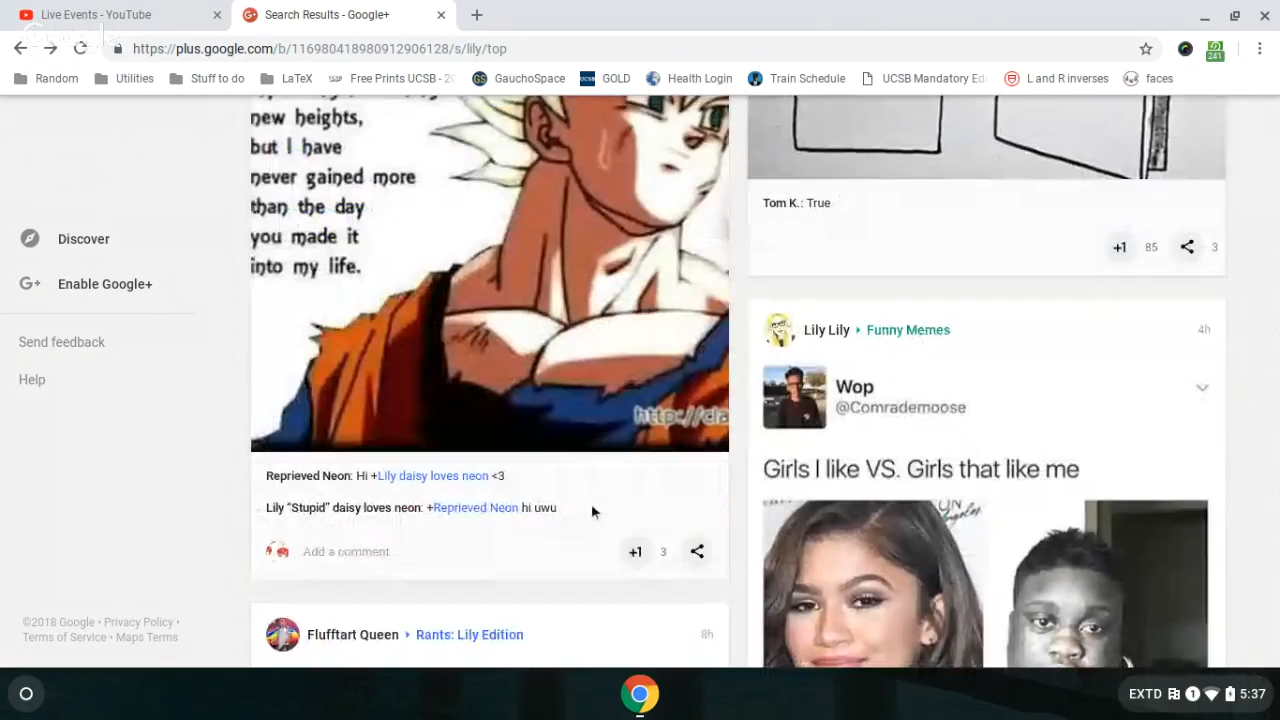 Live Events - YouTube
Search Results - Google+
https://plus.google.com/b/116980418980912906128/s/lily/top
241
Random
Utilities
Stuff to do
LaTeX
Free Prints UCSB - 20
GauchoSpace
GOLD
Health Login
Train Schedule
UCSB Mandatory Ed
L and R inverses
faces
Discover
Enable Google+
Send feedback
Help
©2018 Google • Privacy Policy •
Terms of Service • Maps Terms
new heights,
but I have
never gained more
than the day
you made it
into my life.
http://cla
Reprieved Neon: Hi +Lily daisy loves neon <3
Lily “Stupid” daisy loves neon: +Reprieved Neon hi uwu
Add a comment...
+1 3
Flufftart Queen Rants: Lily Edition 8h
Tom K.: True
+1 85 3
Lily Lily Funny Memes 4h
Wop
@Comrademoose
Girls I like VS. Girls that like me
EXTD 1 5:37